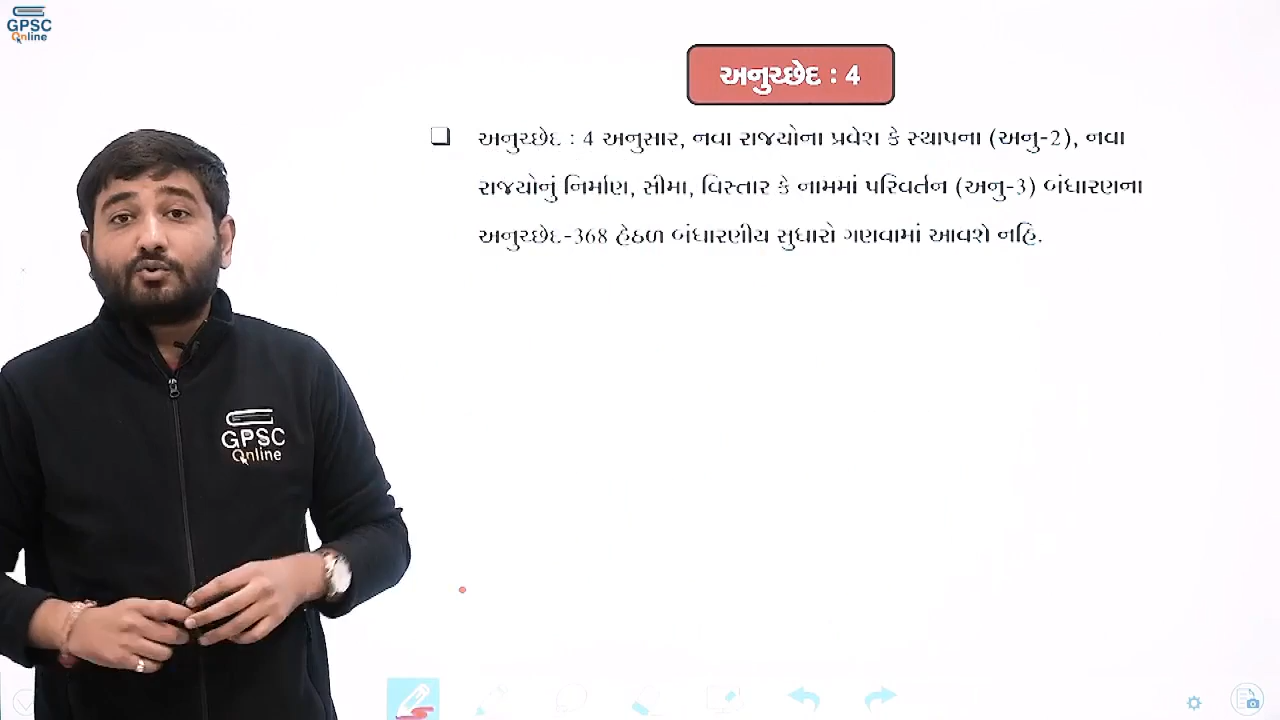 GPSC
Online
અનુચ્છેદ : 4
અનુચ્છેદ : 4 અનુસાર, નવા રાજ્યોના પ્રવેશ કે સ્થાપના (અનુ-2), નવા
રાજ્યોનું નિર્માણ, સીમા, વિસ્તાર કે નામમાં પરિવર્તન (અનુ-3) બંધારણના
અનુચ્છેદ-368 હેઠળ બંધારણીય સુધારો ગણવામાં આવશે નહિ.
GPSC
Online